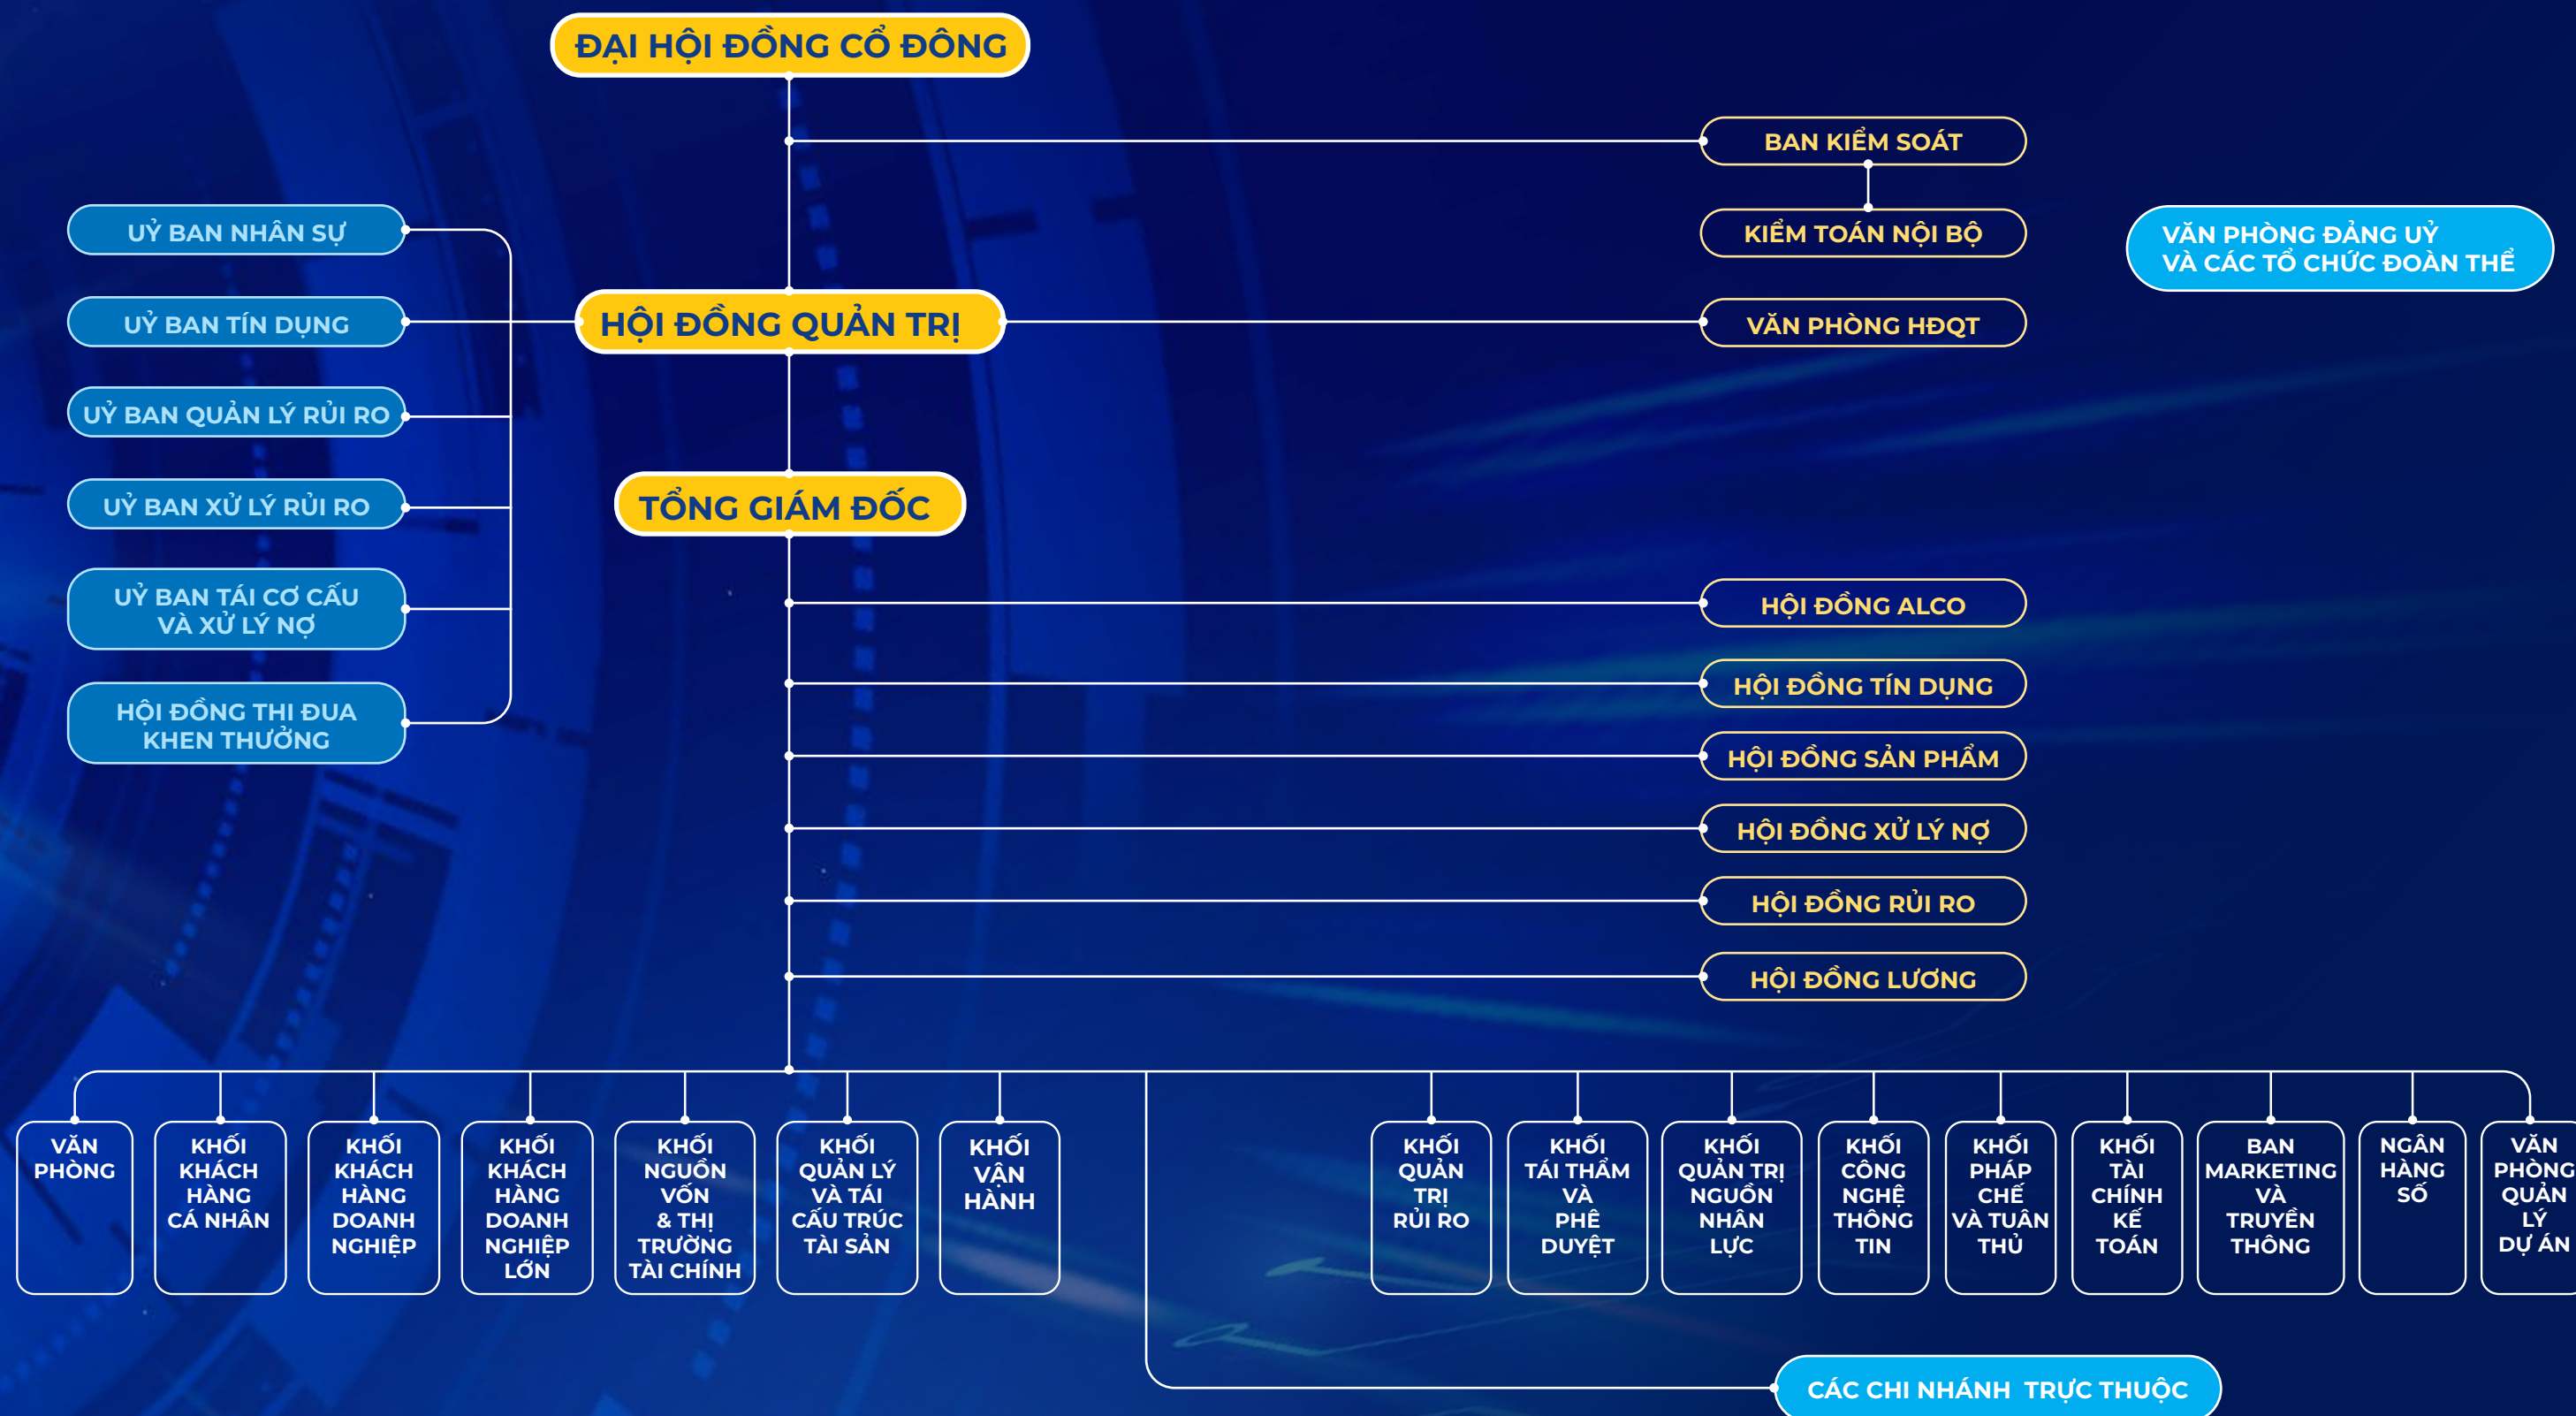 ĐẠI HỘI ĐỒNG CỔ ĐÔNG
BAN KIỂM SOÁT
KIỂM TOÁN NỘI BỘ
VĂN PHÒNG ĐẢNG UỶ
VÀ CÁC TỔ CHỨC ĐOÀN THỂ
HỘI ĐỒNG QUẢN TRỊ
VĂN PHÒNG HĐQT
UỶ BAN NHÂN SỰ
UỶ BAN TÍN DỤNG
UỶ BAN QUẢN LÝ RỦI RO
UỶ BAN XỬ LÝ RỦI RO
UỶ BAN TÁI CƠ CẤU
VÀ XỬ LÝ NỢ
HỘI ĐỒNG THI ĐUA
KHEN THƯỞNG
TỔNG GIÁM ĐỐC
HỘI ĐỒNG ALCO
HỘI ĐỒNG TÍN DỤNG
HỘI ĐỒNG SẢN PHẨM
HỘI ĐỒNG XỬ LÝ NỢ
HỘI ĐỒNG RỦI RO
HỘI ĐỒNG LƯƠNG
VĂN
PHÒNG
KHỐI
KHÁCH
HÀNG
CÁ NHÂN
KHỐI
KHÁCH
HÀNG
DOANH
NGHIỆP
KHỐI
KHÁCH
HÀNG
DOANH
NGHIỆP
LỚN
KHỐI
NGUỒN
VỐN
& THỊ
TRƯỜNG
TÀI CHÍNH
KHỐI
QUẢN LÝ
VÀ TÁI
CẤU TRÚC
TÀI SẢN
KHỐI
VẬN
HÀNH
KHỐI
QUẢN
TRỊ
RỦI RO
KHỐI
TÁI THẨM
VÀ
PHÊ
DUYỆT
KHỐI
QUẢN TRỊ
NGUỒN
NHÂN
LỰC
KHỐI
CÔNG
NGHỆ
THÔNG
TIN
KHỐI
PHÁP
CHẾ
VÀ TUÂN
THỦ
KHỐI
TÀI
CHÍNH
KẾ
TOÁN
BAN
MARKETING
VÀ
TRUYỀN
THÔNG
NGÂN
HÀNG
SỐ
VĂN
PHÒNG
QUẢN
LÝ
DỰ ÁN
CÁC CHI NHÁNH TRỰC THUỘC